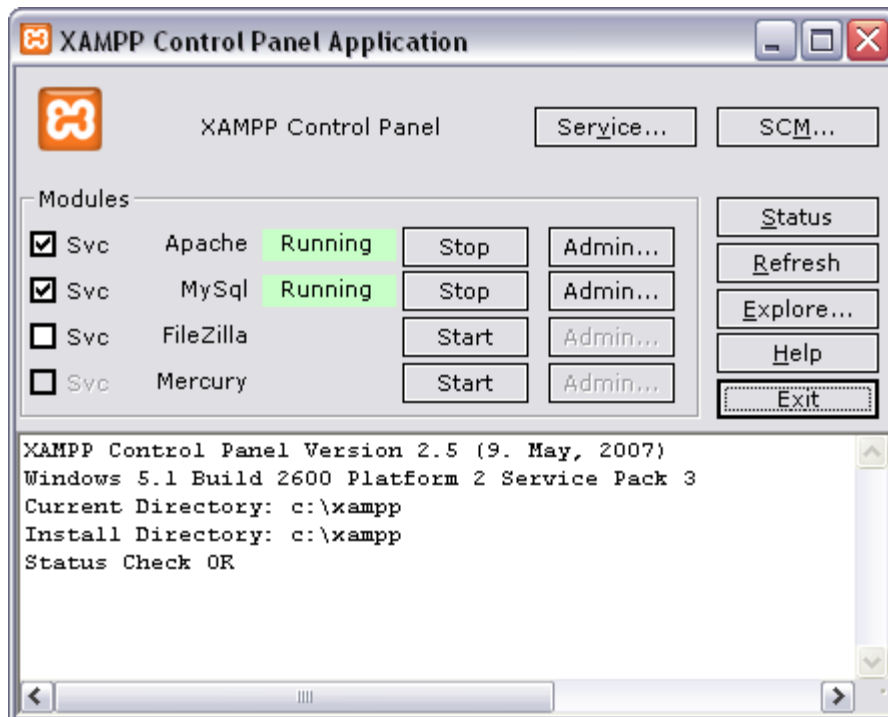 XAMPP Control Panel Application
XAMPP Control Panel Service... SCM...
Modules
Svc Apache Running Stop Admin...
Svc MySql Running Stop Admin...
Svc FileZilla Start Admin...
Svc Mercury Start Admin...
Status
Refresh
Explore...
Help
Exit
XAMPP Control Panel Version 2.5 (9. May, 2007)
Windows 5.1 Build 2600 Platform 2 Service Pack 3
Current Directory: c:\xampp
Install Directory: c:\xampp
Status Check OK